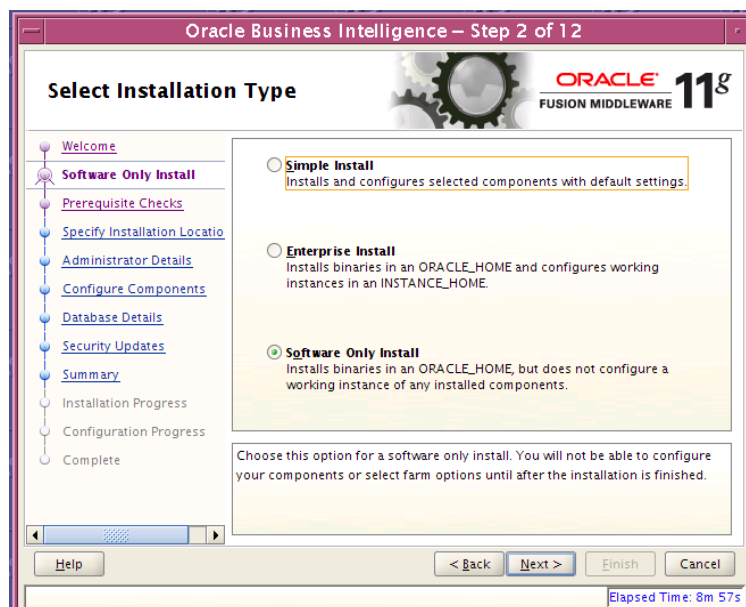 Oracle Business Intelligence – Step 2 of 12
Select Installation Type
ORACLE
FUSION MIDDLEWARE 11g
Welcome
Software Only Install
Prerequisite Checks
Specify Installation Locatio
Administrator Details
Configure Components
Database Details
Security Updates
Summary
Installation Progress
Configuration Progress
Complete
Simple Install
Installs and configures selected components with default settings.
Enterprise Install
Installs binaries in an ORACLE_HOME and configures working
instances in an INSTANCE_HOME.
Software Only Install
Installs binaries in an ORACLE_HOME, but does not configure a
working instance of any installed components.
Choose this option for a software only install. You will not be able to configure
your components or select farm options until after the installation is finished.
Help
< Back
Next >
Finish
Cancel
Elapsed Time: 8m 57s